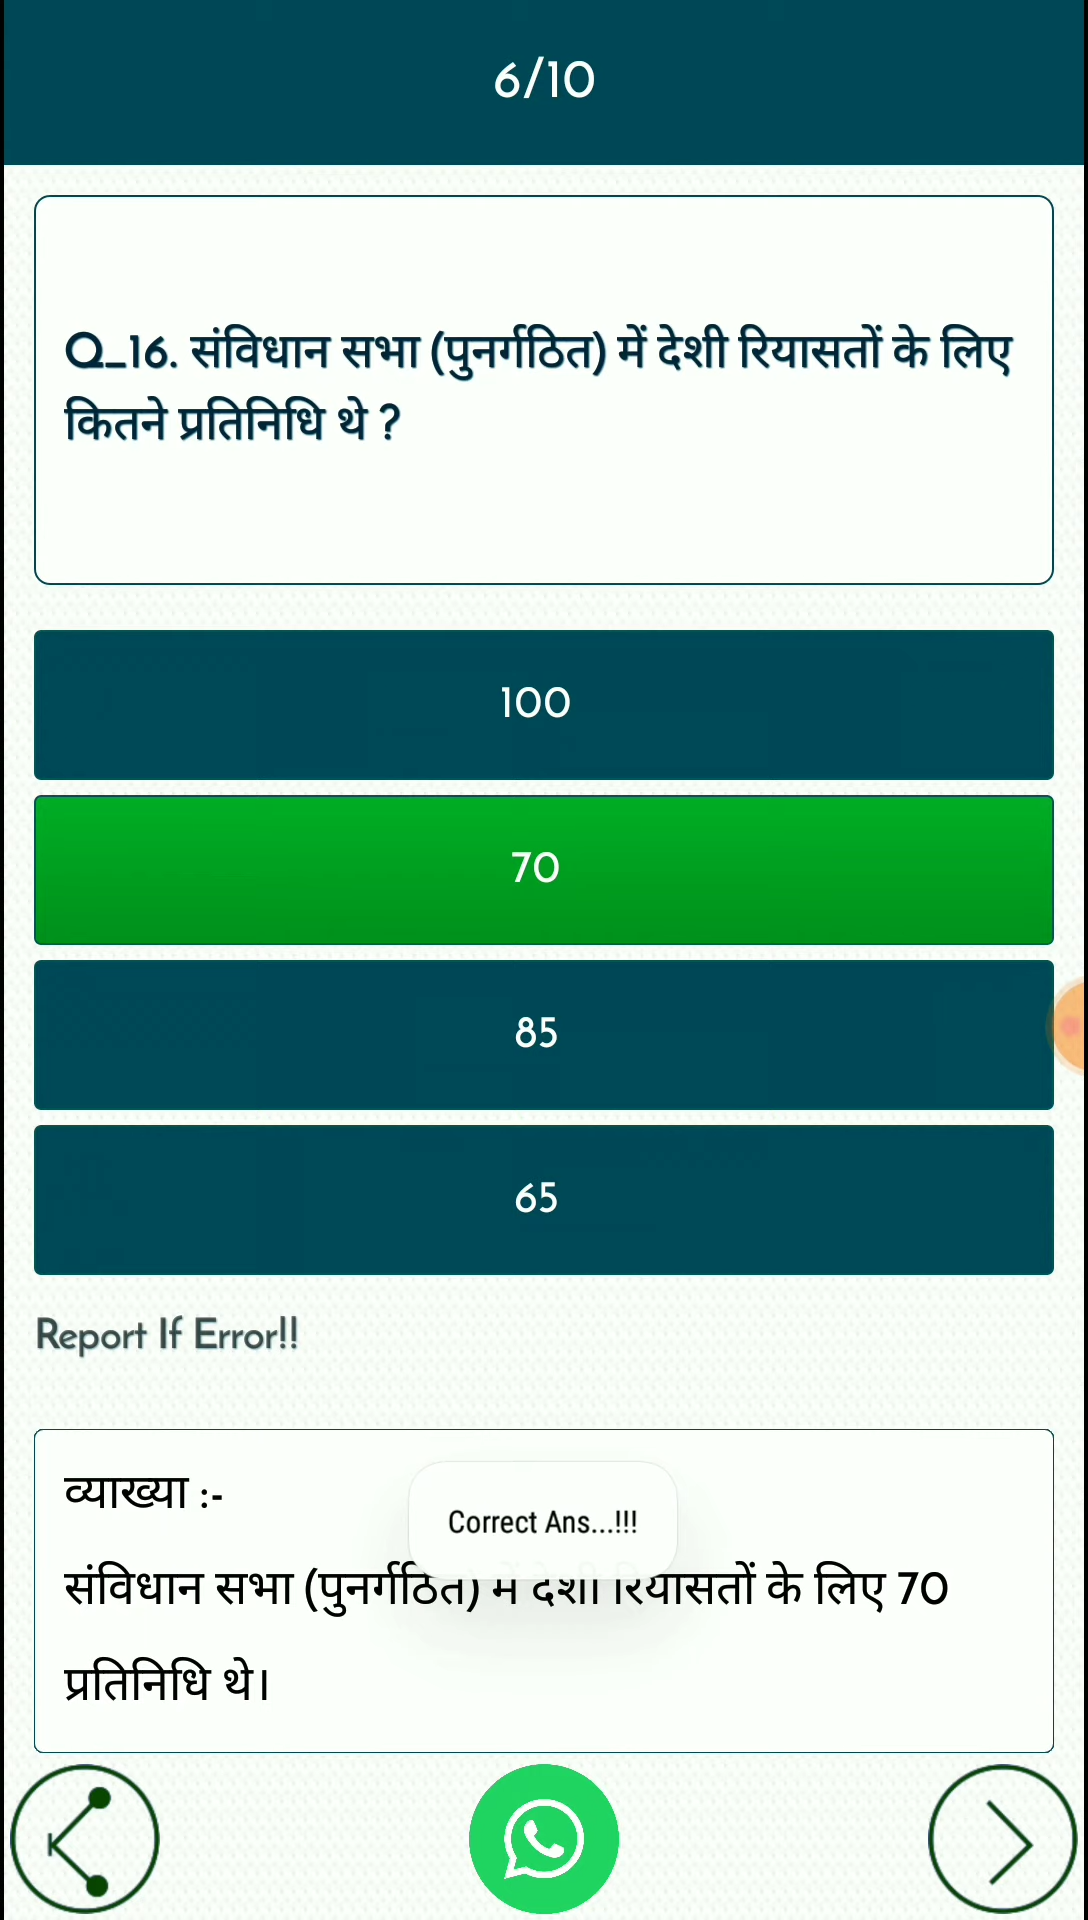 6/10
Q_16. संविधान सभा (पुनर्गठित) में देशी रियासतों के लिए
कितने प्रतिनिधि थे ?
100
70
85
65
Report If Error!!
व्याख्या :-
Correct Ans...!!!
संविधान सभा (पुनर्गठित) में देशी रियासतों के लिए 70
प्रतिनिधि थे।